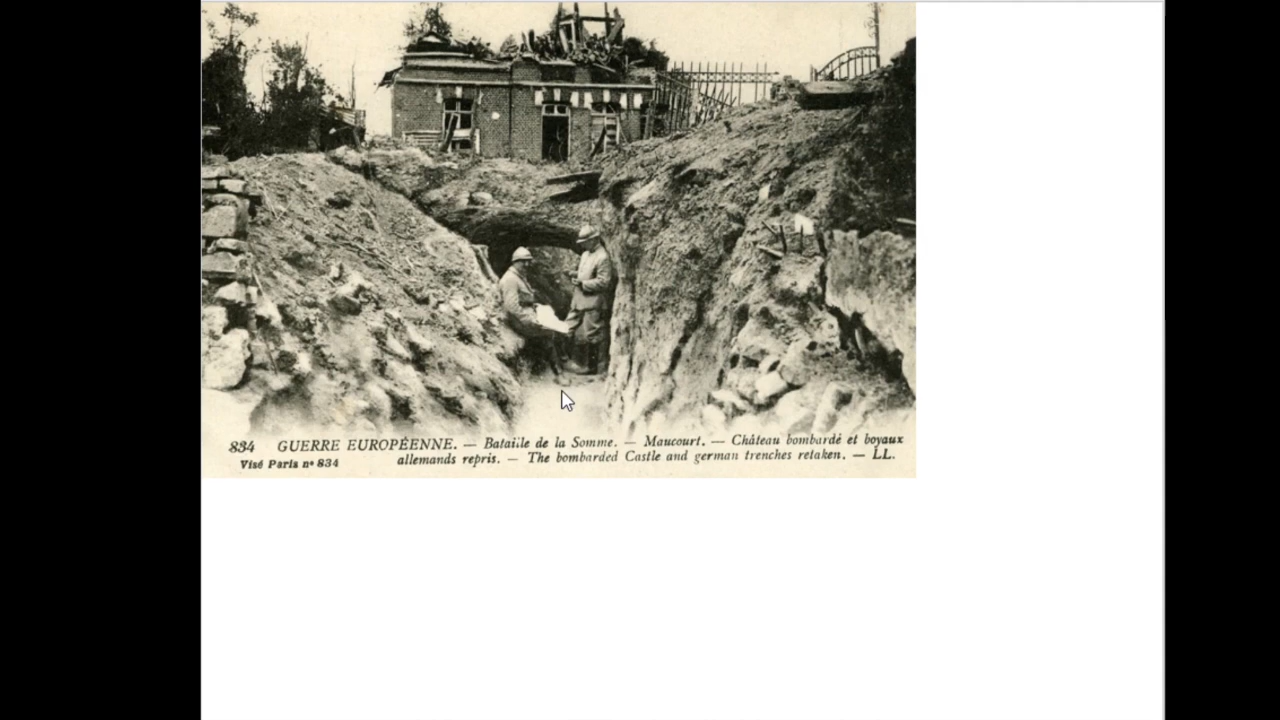 834 GUERRE EUROPÉENNE. — Bataille de la Somme. — Maucourt. — Château bombardé et boyaux
Visé Paris nº 834 allemands repris. — The bombarded Castle and german trenches retaken. — LL.